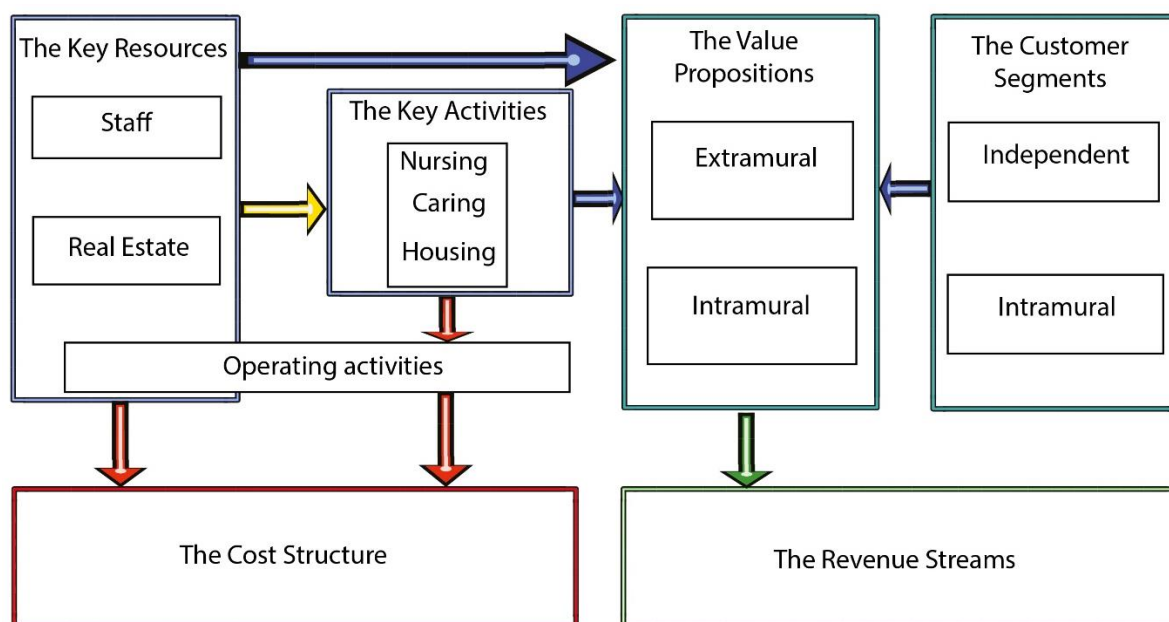 The Key Resources
Staff
Real Estate
The Key Activities
Nursing
Caring
Housing
Operating activities
The Value
Propositions
Extramural
Intramural
The Customer
Segments
Independent
Intramural
The Cost Structure
The Revenue Streams